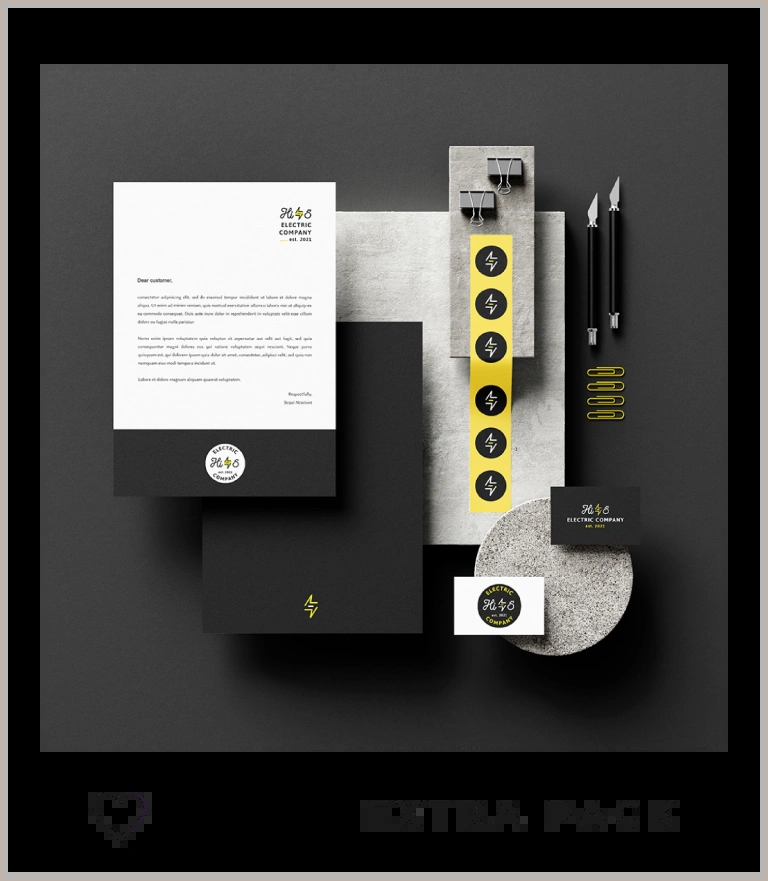 Hi S
ELECTRIC
COMPANY
est. 2021
Dear customer,
consectetur adipisicing elit, sed do eiusmod tempor incididunt ut labore et dolore magna
aliqua. Ut enim ad minim veniam, quis nostrud exercitation ullamco laboris nisi ut aliquip ex
ea commodo consequat. Duis aute irure dolor in reprehenderit in voluptate velit esse cillum
dolore eu fugiat nulla pariatur.
Nemo enim ipsam voluptatem quia voluptas sit aspernatur aut odit aut fugit, sed quia
consequuntur magni dolores eos qui ratione voluptatem sequi nesciunt. Neque porro
quisquam est, qui dolorem ipsum quia dolor sit amet, consectetur, adipisci velit, sed quia non
numquam eius modi tempora incidunt ut.
Labore et dolore magnam aliquam quaerat voluptatem.
Respectfully,
ELECTRIC
Hi S
est. 2021
COMPANY
Hi S
ELECTRIC COMPANY
est. 2021
ELECTRIC
Hi S
est. 2021
COMPANY
EXTRA PACK